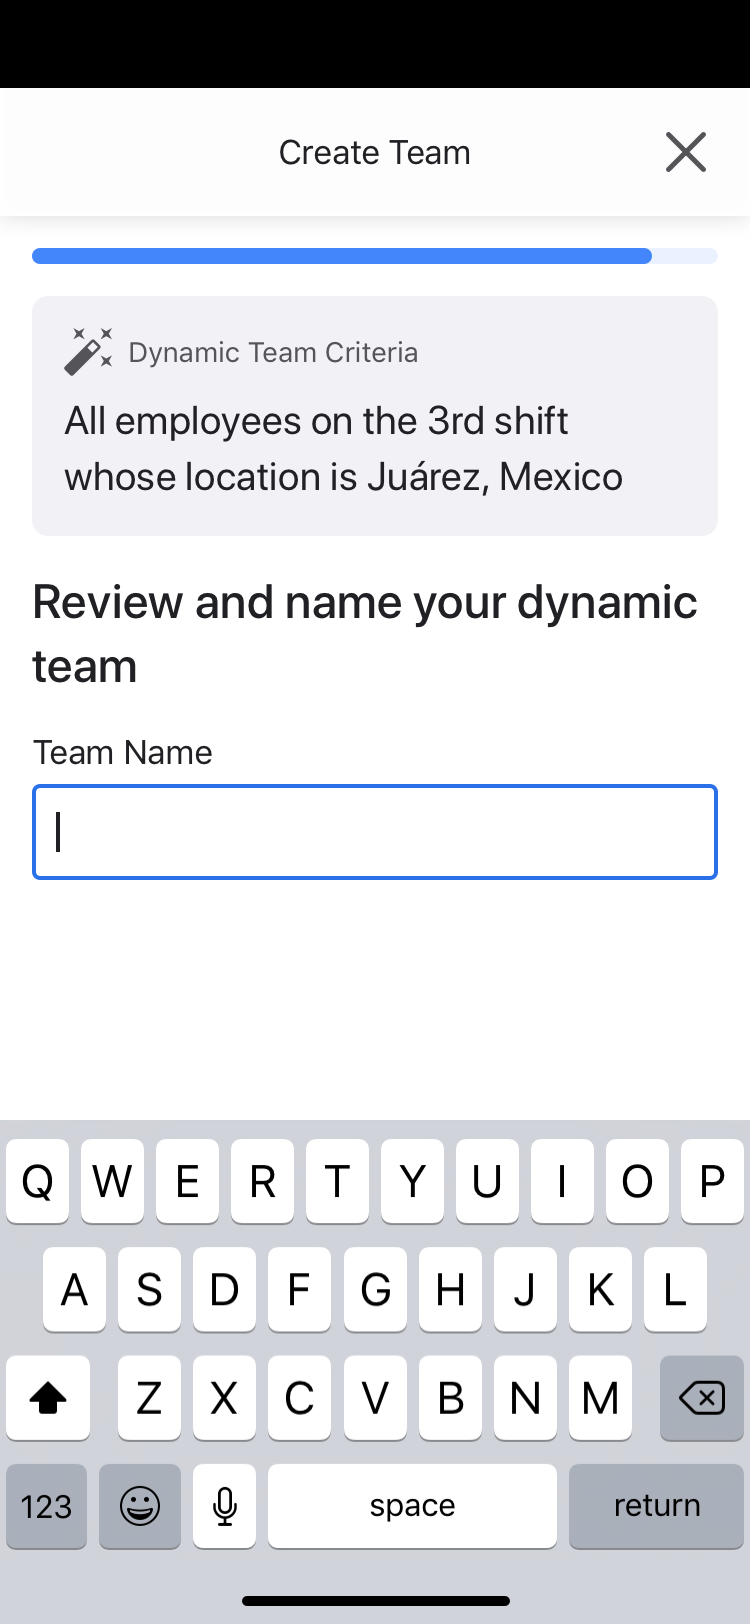 Create Team
Dynamic Team Criteria
All employees on the 3rd shift
whose location is Juárez, Mexico
Review and name your dynamic
team
Team Name
Q W E R T Y U I O P
A S D F G H J K L
Z X C V B N M
123 space return